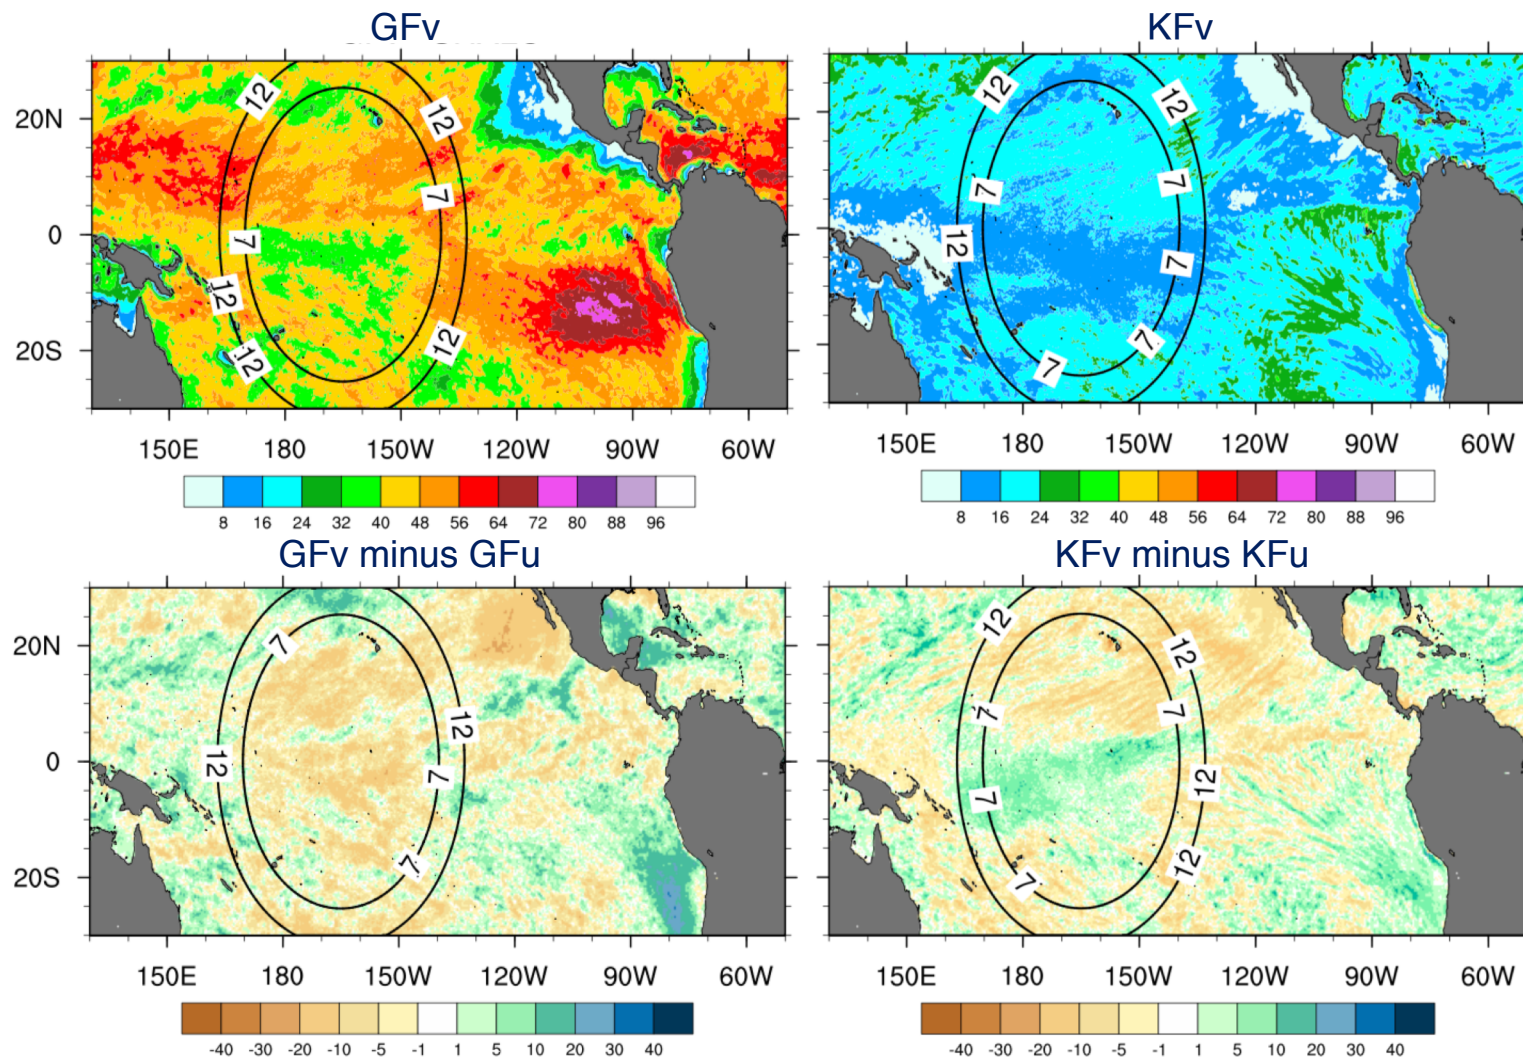 GFv KFv
12 12 12 12
20N
7 7 7
0 7 12 7
12
20S 12 12 7 7
150E 180 150W 120W 90W 60W 150E 180 150W 120W 90W 60W
8 16 24 32 40 48 56 64 72 80 88 96 8 16 24 32 40 48 56 64 72 80 88 96
GFv minus GFu KFv minus KFu
12
20N 7 12
12 7 7
0 12 7 12
7
20S 7 7 12
150E 180 150W 120W 90W 60W 150E 180 150W 120W 90W 60W
-40 -30 -20 -10 -5 -1 1 5 10 20 30 40 -40 -30 -20 -10 -5 -1 1 5 10 20 30 40